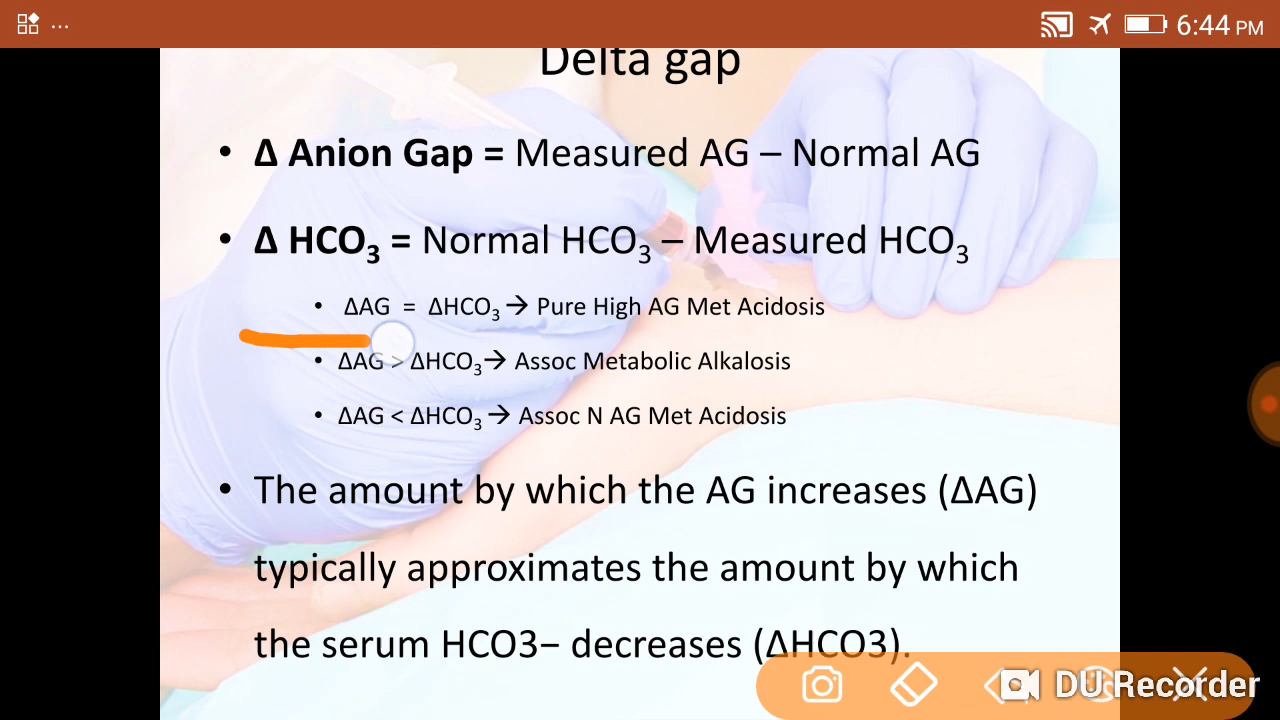 ... 6:44 PM
Delta gap
• Δ Anion Gap = Measured AG – Normal AG
• Δ HCO₃ = Normal HCO₃ – Measured HCO₃
• ΔAG = ΔHCO₃ → Pure High AG Met Acidosis
• ΔAG > ΔHCO₃→ Assoc Metabolic Alkalosis
• ΔAG < ΔHCO₃ → Assoc N AG Met Acidosis
• The amount by which the AG increases (ΔAG)
typically approximates the amount by which
the serum HCO3− decreases (ΔHCO3).
DU Recorder